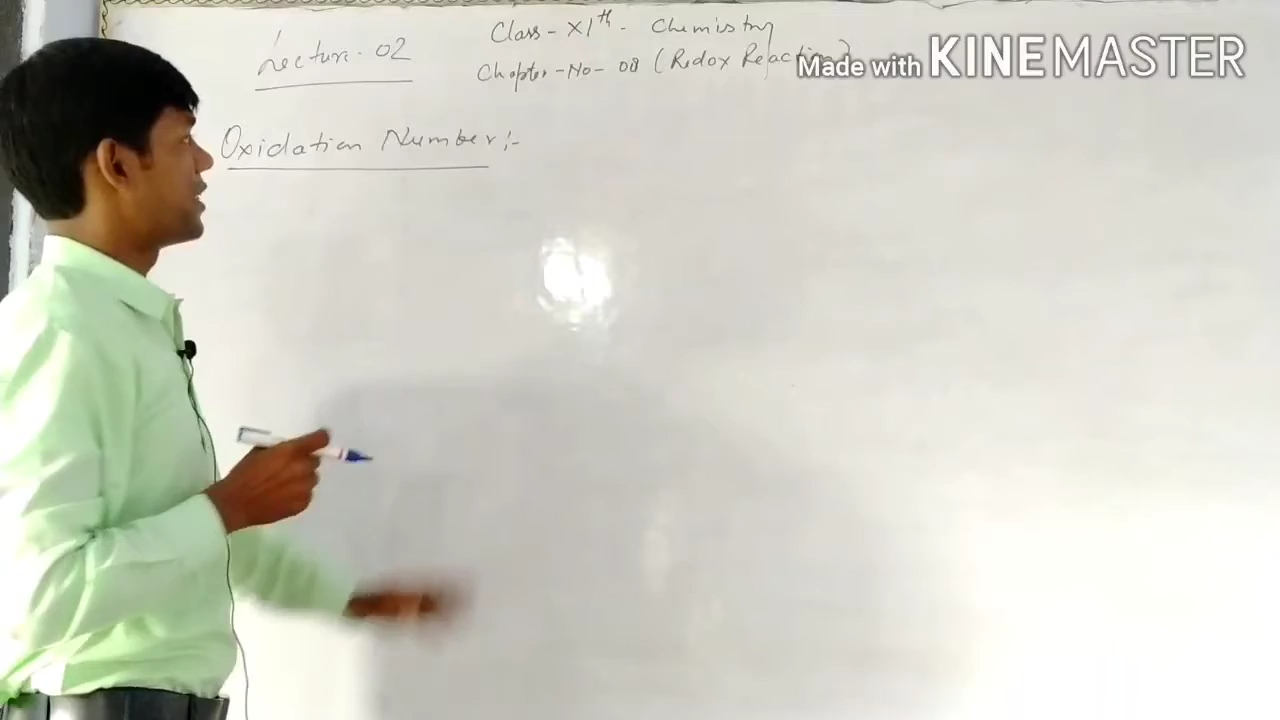 Lecture - 02
Class - XIth - Chemistry
Chapter - No - 08 (Redox Reaction)
Made with KINEMASTER
Oxidation Number :-